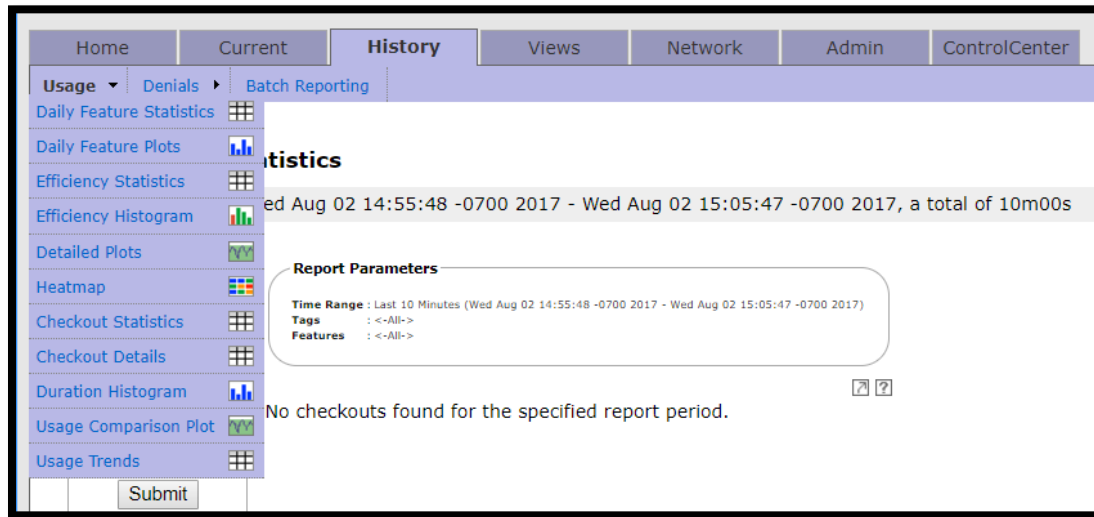 Home Current History Views Network Admin ControlCenter
Usage Denials Batch Reporting
Daily Feature Statistics
Daily Feature Plots
Efficiency Statistics
Efficiency Histogram
Detailed Plots
Heatmap
Checkout Statistics
Checkout Details
Duration Histogram
Usage Comparison Plot
Usage Trends
Submit
tistics
ed Aug 02 14:55:48 -0700 2017 - Wed Aug 02 15:05:47 -0700 2017, a total of 10m00s
Report Parameters
Time Range : Last 10 Minutes (Wed Aug 02 14:55:48 -0700 2017 - Wed Aug 02 15:05:47 -0700 2017)
Tags : <-All->
Features : <-All->
?
No checkouts found for the specified report period.